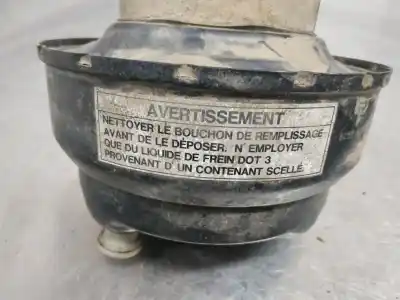 AVERTISSEMENT
NETTOYER LE BOUCHON DE REMPLISSAGE
AVANT DE LE DÉPOSER. N' EMPLOYER
QUE DU LIQUIDE DE FREIN DOT 3
PROVENANT D' UN CONTENANT SCELLÉ